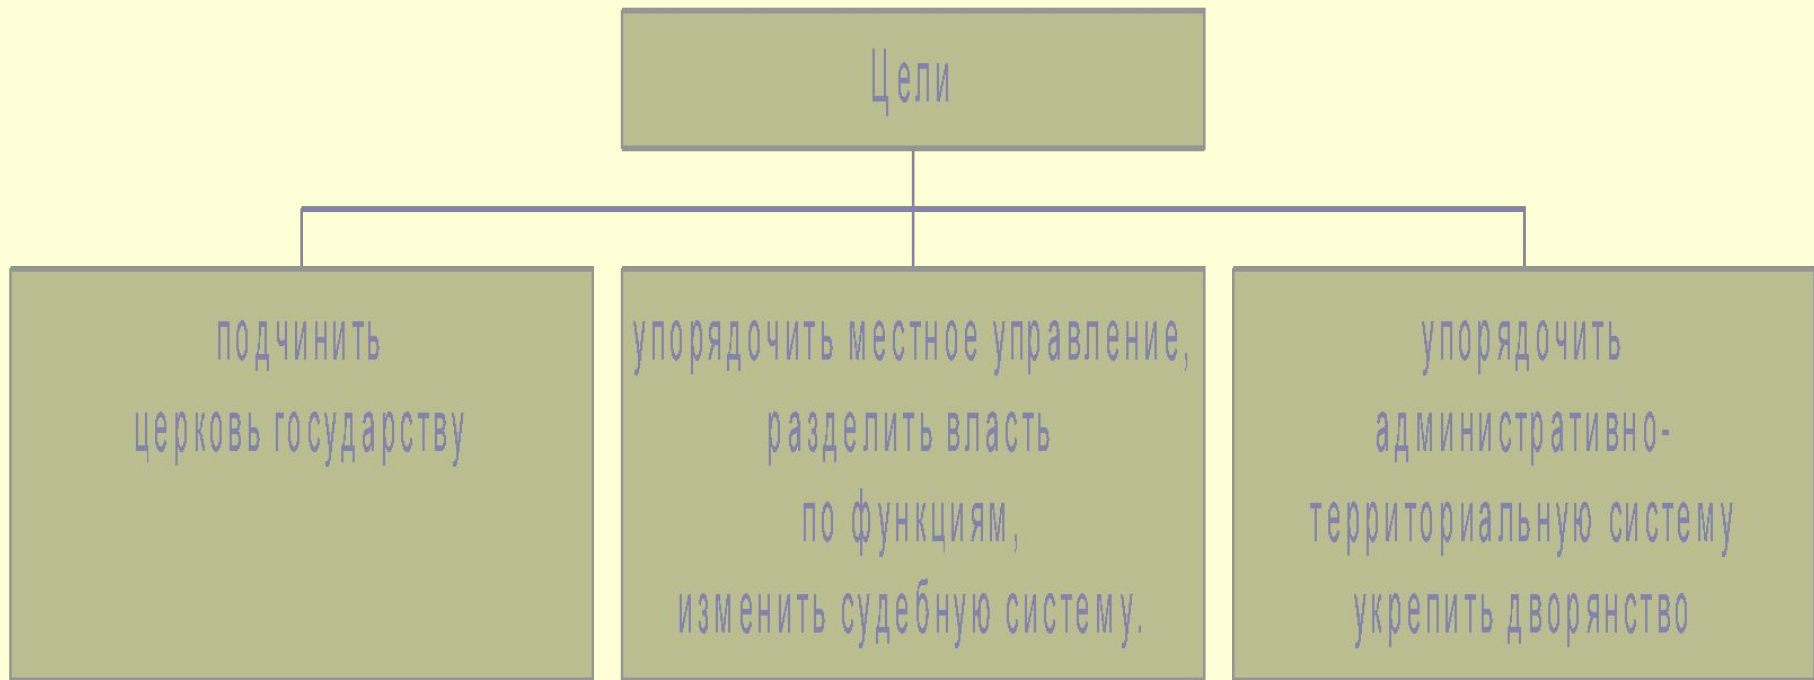 Цели
подчинить
церковь государству
упорядочить местное управление,
разделить власть
по функциям,
изменить судебную систему.
упорядочить
административно-
территориальную систему
укрепить дворянство